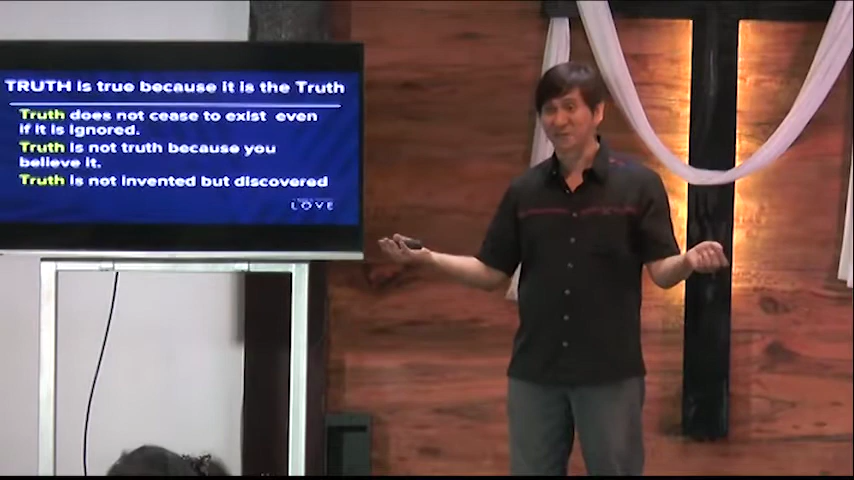 TRUTH is true because it is the Truth
Truth does not cease to exist even
if it is ignored.
Truth is not truth because you
believe it.
Truth is not invented but discovered
LOVE